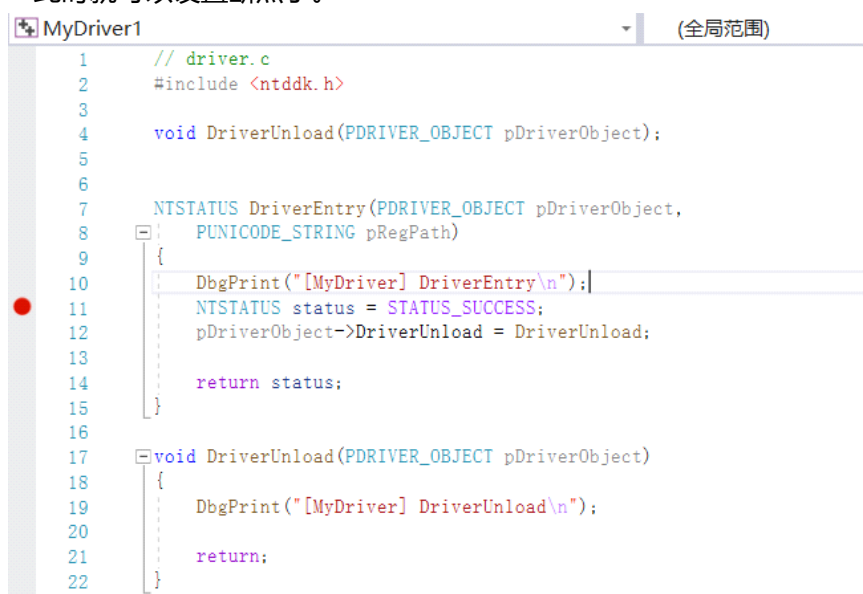 MyDriver1 (全局范围)
1 // driver.c
2 #include <ntddk.h>
3
4 void DriverUnload(PDRIVER_OBJECT pDriverObject);
5
6
7 NTSTATUS DriverEntry(PDRIVER_OBJECT pDriverObject,
8 PUNICODE_STRING pRegPath)
9 {
10 DbgPrint("[MyDriver] DriverEntry\n");
11 NTSTATUS status = STATUS_SUCCESS;
12 pDriverObject->DriverUnload = DriverUnload;
13
14 return status;
15 }
16
17 void DriverUnload(PDRIVER_OBJECT pDriverObject)
18 {
19 DbgPrint("[MyDriver] DriverUnload\n");
20
21 return;
22 }